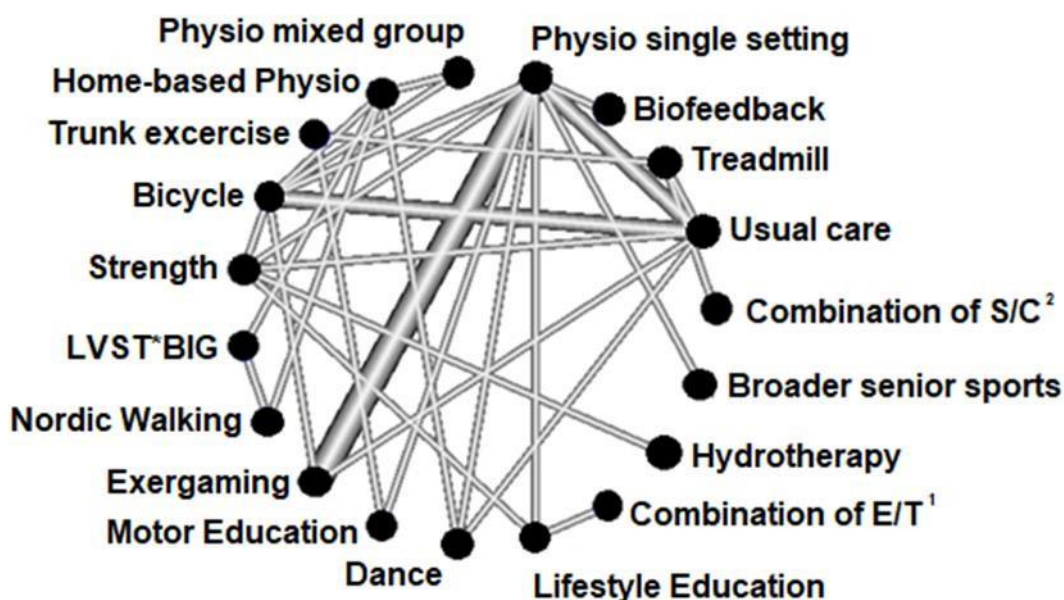 Physio mixed group
Physio single setting
Home-based Physio
Biofeedback
Trunk excercise
Treadmill
Bicycle
Usual care
Strength
Combination of S/C²
LVST*BIG
Broader senior sports
Nordic Walking
Hydrotherapy
Exergaming
Combination of E/T¹
Motor Education
Dance
Lifestyle Education